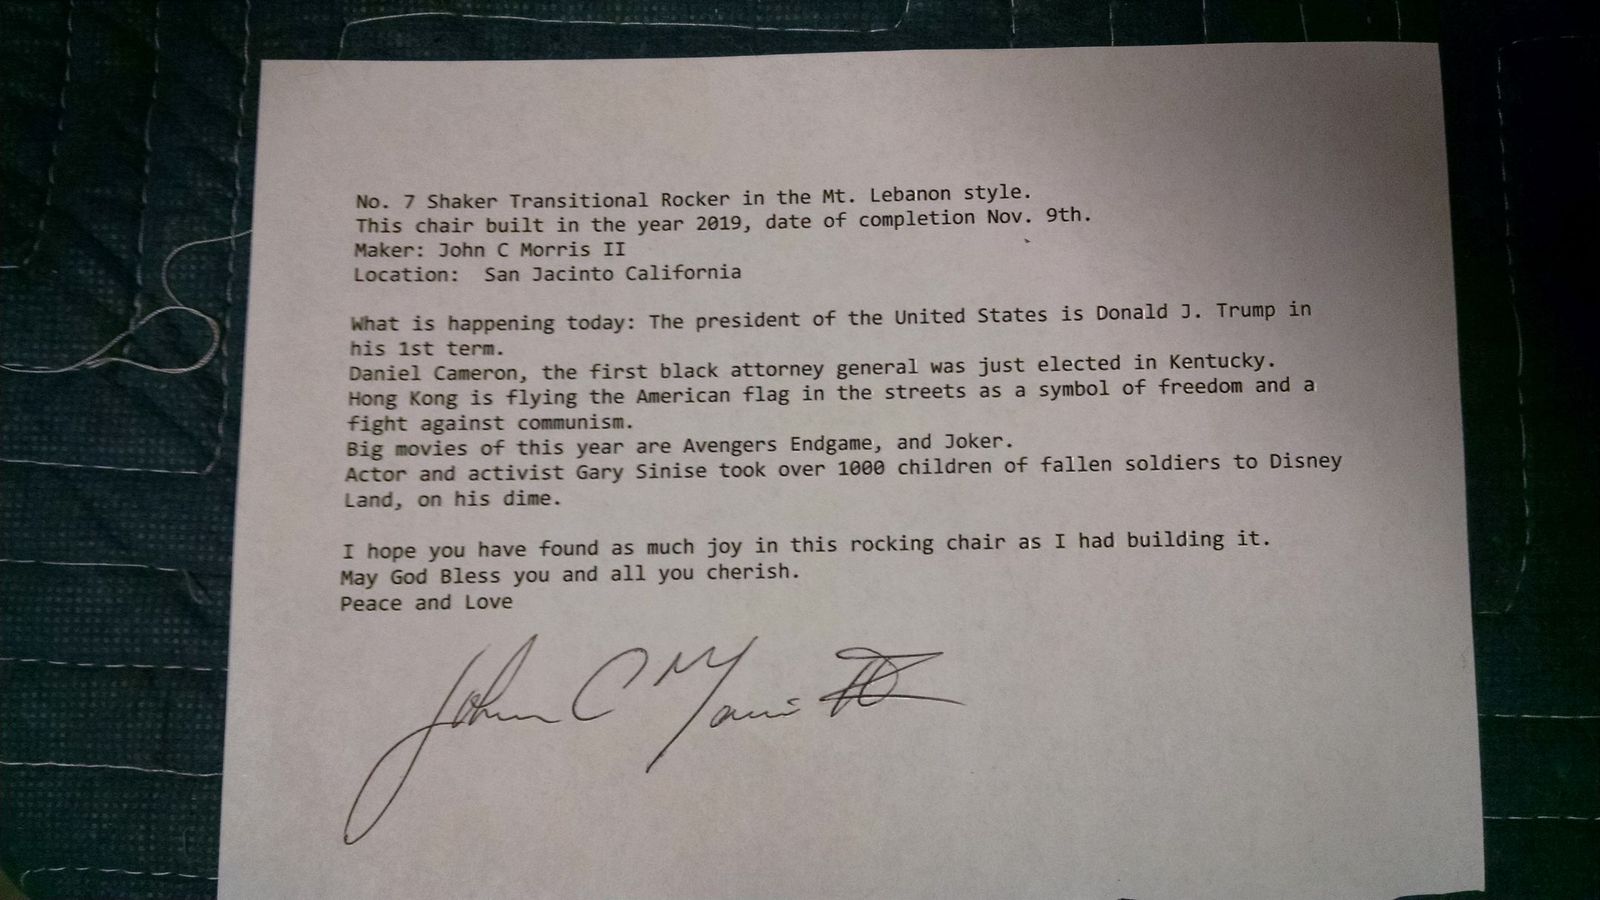 No. 7 Shaker Transitional Rocker in the Mt. Lebanon style.
This chair built in the year 2019, date of completion Nov. 9th.
Maker: John C Morris II
Location:  San Jacinto California
What is happening today: The president of the United States is Donald J. Trump in
his 1st term.
Daniel Cameron, the first black attorney general was just elected in Kentucky.
Hong Kong is flying the American flag in the streets as a symbol of freedom and a
fight against communism.
Big movies of this year are Avengers Endgame, and Joker.
Actor and activist Gary Sinise took over 1000 children of fallen soldiers to Disney
Land, on his dime.
I hope you have found as much joy in this rocking chair as I had building it.
May God Bless you and all you cherish.
Peace and Love
John C Morris II